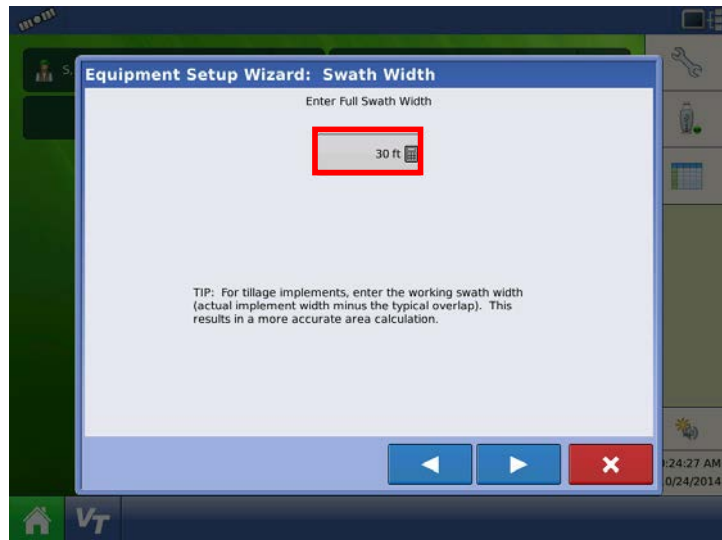 S,
Equipment Setup Wizard: Swath Width
Enter Full Swath Width
30 ft
TIP: For tillage implements, enter the working swath width
(actual implement width minus the typical overlap). This
results in a more accurate area calculation.
:24:27 AM
0/24/2014
VT